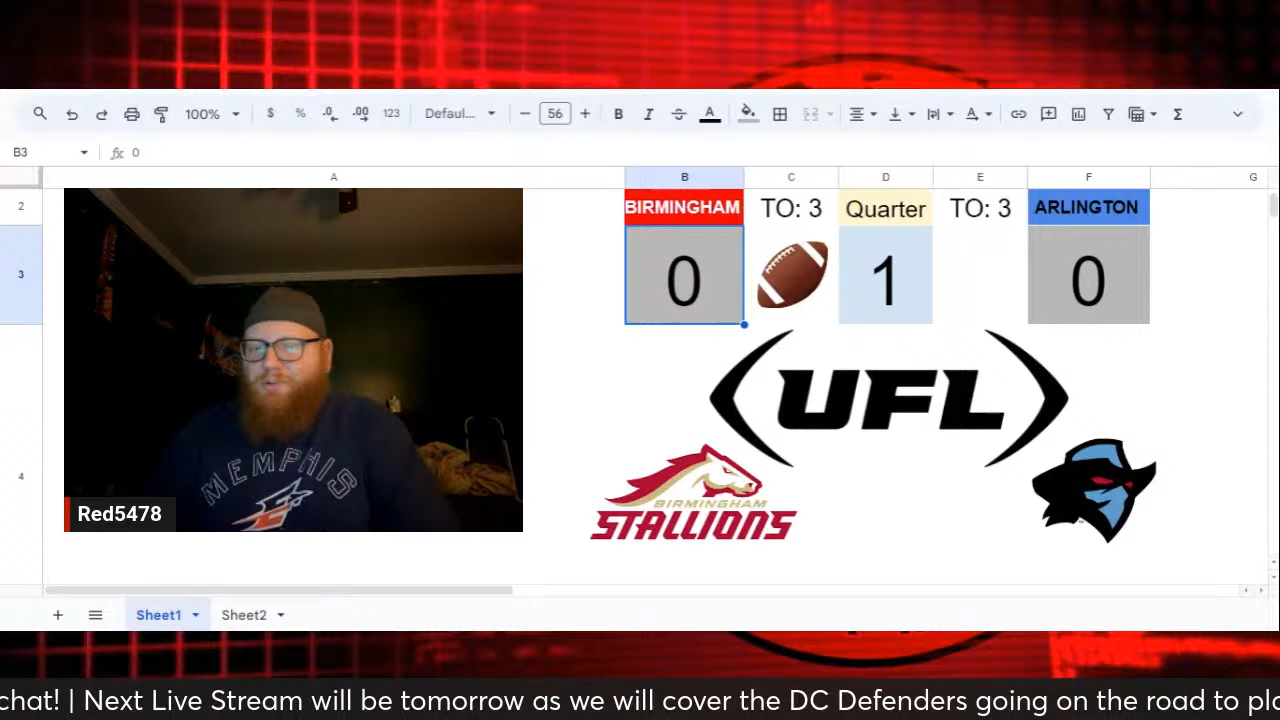 100%
$
%
.0
.00
123
Defaul...
56
B
I
A
A
Σ
B3
fx 0
A
B
C
D
E
F
G
2
BIRMINGHAM
TO: 3
Quarter
TO: 3
ARLINGTON
3
0
1
0
UFL
4
BIRMINGHAM
STALLIONS
MEMPHIS
Red5478
Sheet1
Sheet2
chat! | Next Live Stream will be tomorrow as we will cover the DC Defenders going on the road to pla